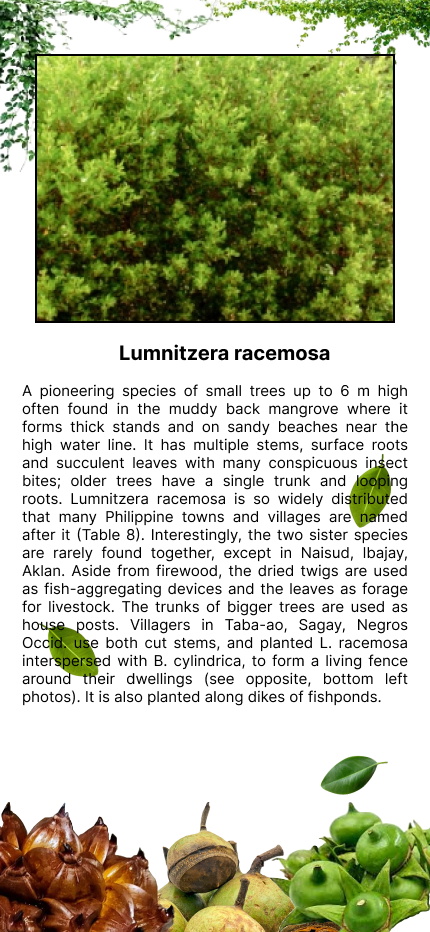 Lumnitzera racemosa
A pioneering species of small trees up to 6 m high
often found in the muddy back mangrove where it
forms thick stands and on sandy beaches near the
high water line. It has multiple stems, surface roots
and succulent leaves with many conspicuous insect
bites; older trees have a single trunk and looping
roots. Lumnitzera racemosa is so widely distributed
that many Philippine towns and villages are named
after it (Table 8). Interestingly, the two sister species
are rarely found together, except in Naisud, Ibajay,
Aklan. Aside from firewood, the dried twigs are used
as fish-aggregating devices and the leaves as forage
for livestock. The trunks of bigger trees are used as
house posts. Villagers in Taba-ao, Sagay, Negros
Occid. use both cut stems, and planted L. racemosa
interspersed with B. cylindrica, to form a living fence
around their dwellings (see opposite, bottom left
photos). It is also planted along dikes of fishponds.